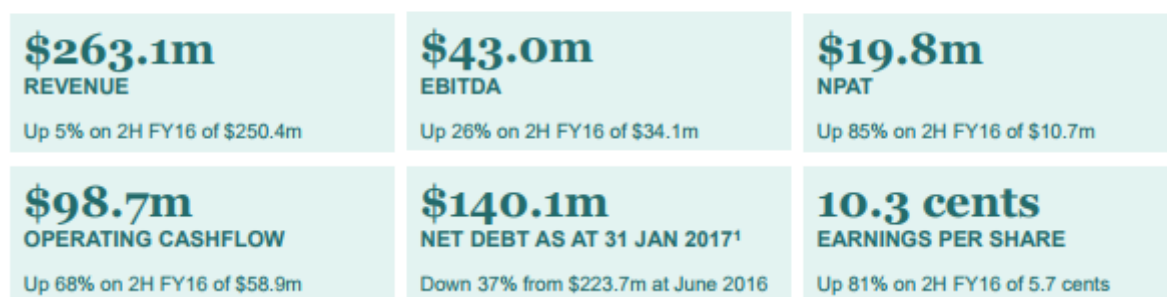 $263.1m
REVENUE
Up 5% on 2H FY16 of $250.4m
$43.0m
EBITDA
Up 26% on 2H FY16 of $34.1m
$19.8m
NPAT
Up 85% on 2H FY16 of $10.7m
$98.7m
OPERATING CASHFLOW
Up 68% on 2H FY16 of $58.9m
$140.1m
NET DEBT AS AT 31 JAN 2017¹
Down 37% from $223.7m at June 2016
10.3 cents
EARNINGS PER SHARE
Up 81% on 2H FY16 of 5.7 cents